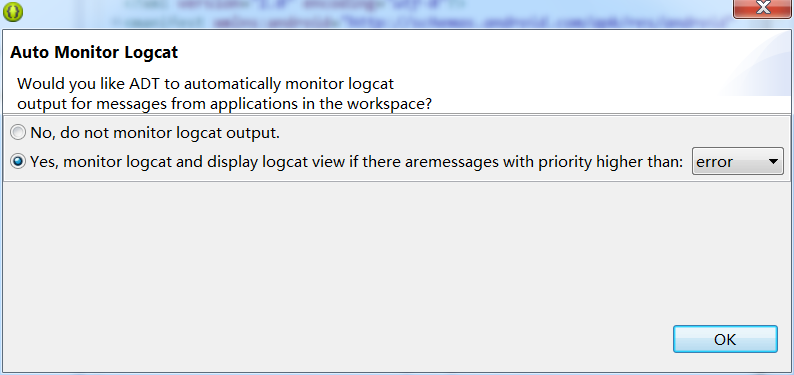 <?xml version="1.0" encoding="utf-8"?>
<manifest xmlns:android="http://schemas.android.com/apk/res/android"
Auto Monitor Logcat
Would you like ADT to automatically monitor logcat
output for messages from applications in the workspace?
No, do not monitor logcat output.
Yes, monitor logcat and display logcat view if there aremessages with priority higher than: error
OK